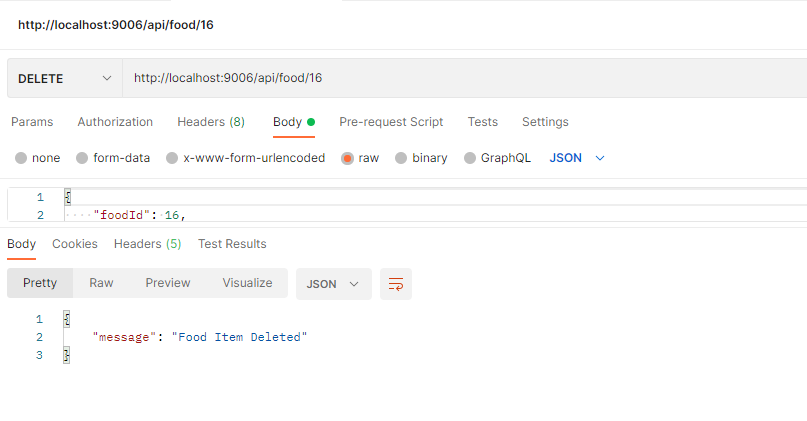 http://localhost:9006/api/food/16
DELETE http://localhost:9006/api/food/16
Params Authorization Headers (8) Body Pre-request Script Tests Settings
none form-data x-www-form-urlencoded raw binary GraphQL JSON
1 {
2 "foodId": 16,
Body Cookies Headers (5) Test Results
Pretty Raw Preview Visualize JSON
1 {
2 "message": "Food Item Deleted"
3 }